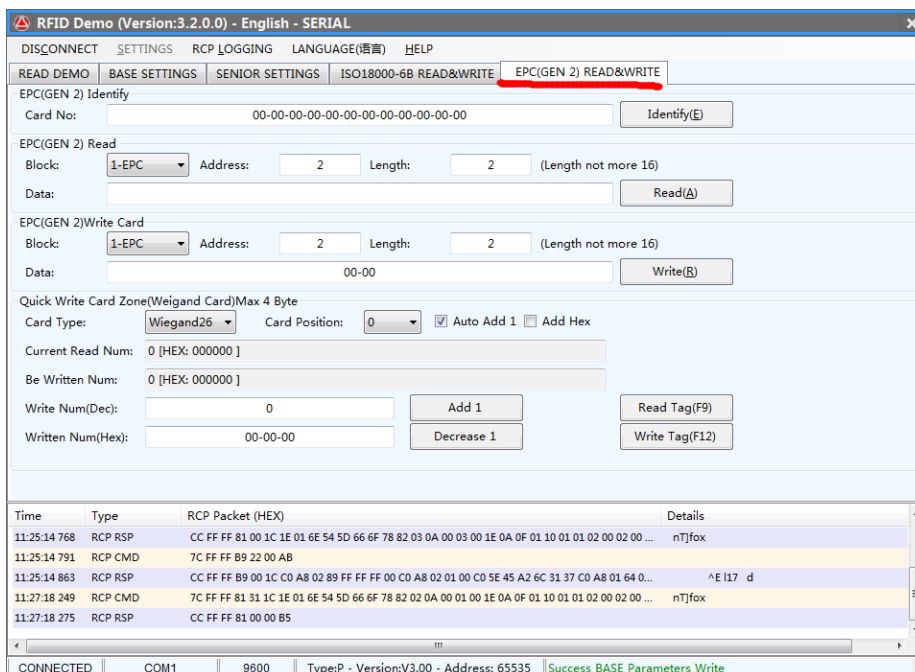 RFID Demo (Version:3.2.0.0) - English - SERIAL
DISCONNECT SETTINGS RCP LOGGING LANGUAGE(语言) HELP
READ DEMO BASE SETTINGS SENIOR SETTINGS ISO18000-6B READ&WRITE EPC(GEN 2) READ&WRITE
EPC(GEN 2) Identify
Card No: 00-00-00-00-00-00-00-00-00-00-00-00 Identify(E)
EPC(GEN 2) Read
Block: 1-EPC Address: 2 Length: 2 (Length not more 16)
Data: Read(A)
EPC(GEN 2)Write Card
Block: 1-EPC Address: 2 Length: 2 (Length not more 16)
Data: 00-00 Write(R)
Quick Write Card Zone(Weigand Card)Max 4 Byte
Card Type: Wiegand26 Card Position: 0 Auto Add 1 Add Hex
Current Read Num: 0 [HEX: 000000 ]
Be Written Num: 0 [HEX: 000000 ]
Write Num(Dec): 0 Add 1 Read Tag(F9)
Written Num(Hex): 00-00-00 Decrease 1 Write Tag(F12)
Time Type RCP Packet (HEX) Details
11:25:14 768 RCP RSP CC FF FF 81 00 1C 1E 01 6E 54 5D 66 6F 78 82 03 0A 00 03 00 1E 0A 0F 01 10 01 01 02 00 02 00 ... nT]fox
11:25:14 791 RCP CMD 7C FF FF B9 22 00 AB
11:25:14 863 RCP RSP CC FF FF B9 00 1C C0 A8 02 89 FF FF FF 00 C0 A8 02 01 00 C0 5E 45 A2 6C 31 37 C0 A8 01 64 0... ^E l17 d
11:27:18 249 RCP CMD 7C FF FF 81 31 1C 1E 01 6E 54 5D 66 6F 78 82 02 0A 00 01 00 1E 0A 0F 01 10 01 01 02 00 02 00 ... nT]fox
11:27:18 275 RCP RSP CC FF FF 81 00 00 B5
CONNECTED COM1 9600 Type:P - Version:V3.00 - Address: 65535 Success BASE Parameters Write